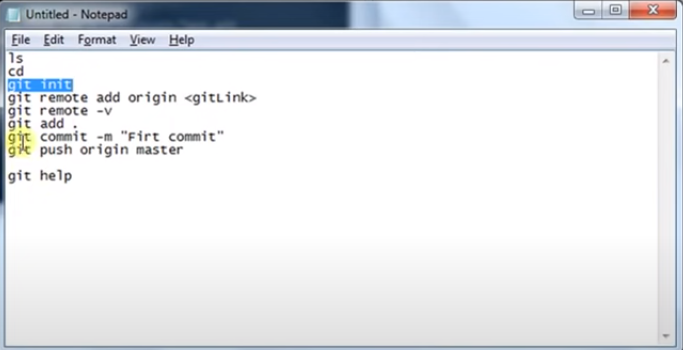 Untitled - Notepad
File Edit Format View Help
ls
cd
git init
git remote add origin <gitLink>
git remote -v
git add .
git commit -m "Firt commit"
git push origin master
git help